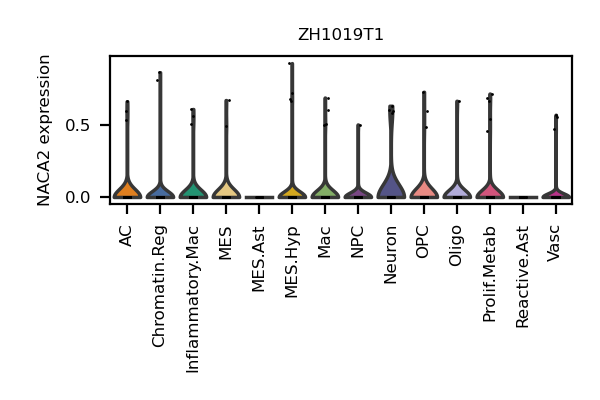 ZH1019T1
NACA2 expression
0.5
0.0
AC
Chromatin.Reg
Inflammatory.Mac
MES
MES.Ast
MES.Hyp
Mac
NPC
Neuron
OPC
Oligo
Prolif.Metab
Reactive.Ast
Vasc